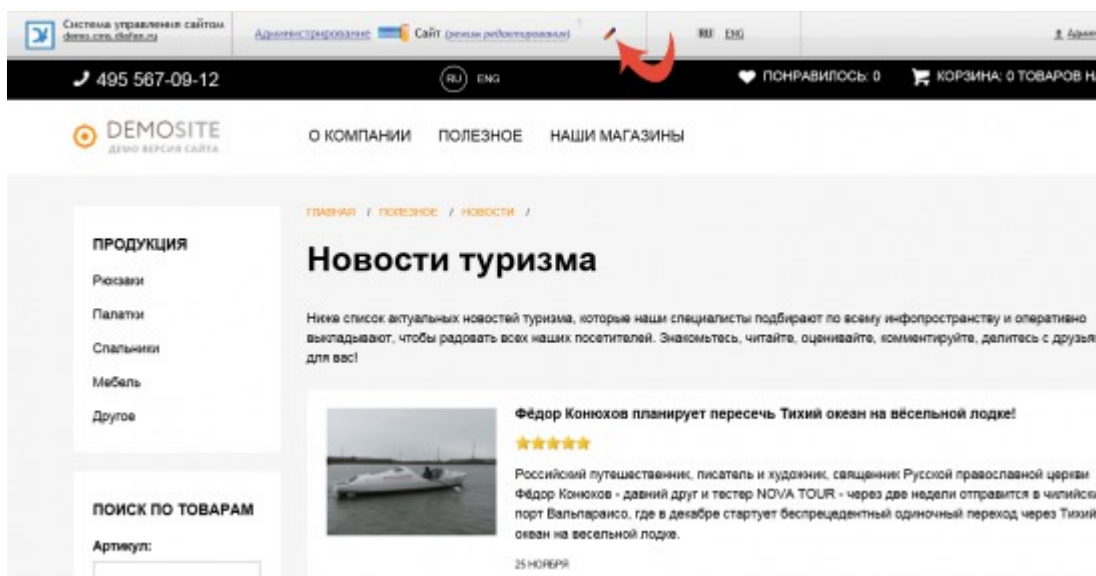 Система управления сайтом
demo.cms.diafan.ru
Администрирование Сайт (режим редактирования) RU ENG
495 567-09-12 RU ENG ПОНРАВИЛОСЬ: 0 КОРЗИНА: 0 ТОВАРОВ
DEMOSITE
ДЕМО ВЕРСИЯ САЙТА
О КОМПАНИИ ПОЛЕЗНОЕ НАШИ МАГАЗИНЫ
ГЛАВНАЯ / ПОЛЕЗНОЕ / НОВОСТИ /
Новости туризма
Ниже список актуальных новостей туризма, которые наши специалисты подбирают по всему инфопространству и оперативно
выкладывают, чтобы радовать всех наших посетителей. Знакомьтесь, читайте, оценивайте, комментируйте, делитесь с
для вас!
ПРОДУКЦИЯ
Рюкзаки
Палатки
Спальники
Мебель
Другое
ПОИСК ПО ТОВАРАМ
Артикул:
Фёдор Конюхов планирует пересечь Тихий океан на вёсельной лодке!
Российский путешественник, писатель и художник, священник Русской православной церкви
Фёдор Конюхов - давний друг и тестер NOVA TOUR - через две недели отправится в
порт Вальпараисо, где в декабре стартует беспрецедентный одиночный переход через Тихий
океан на весельной лодке.
25 НОЯБРЯ